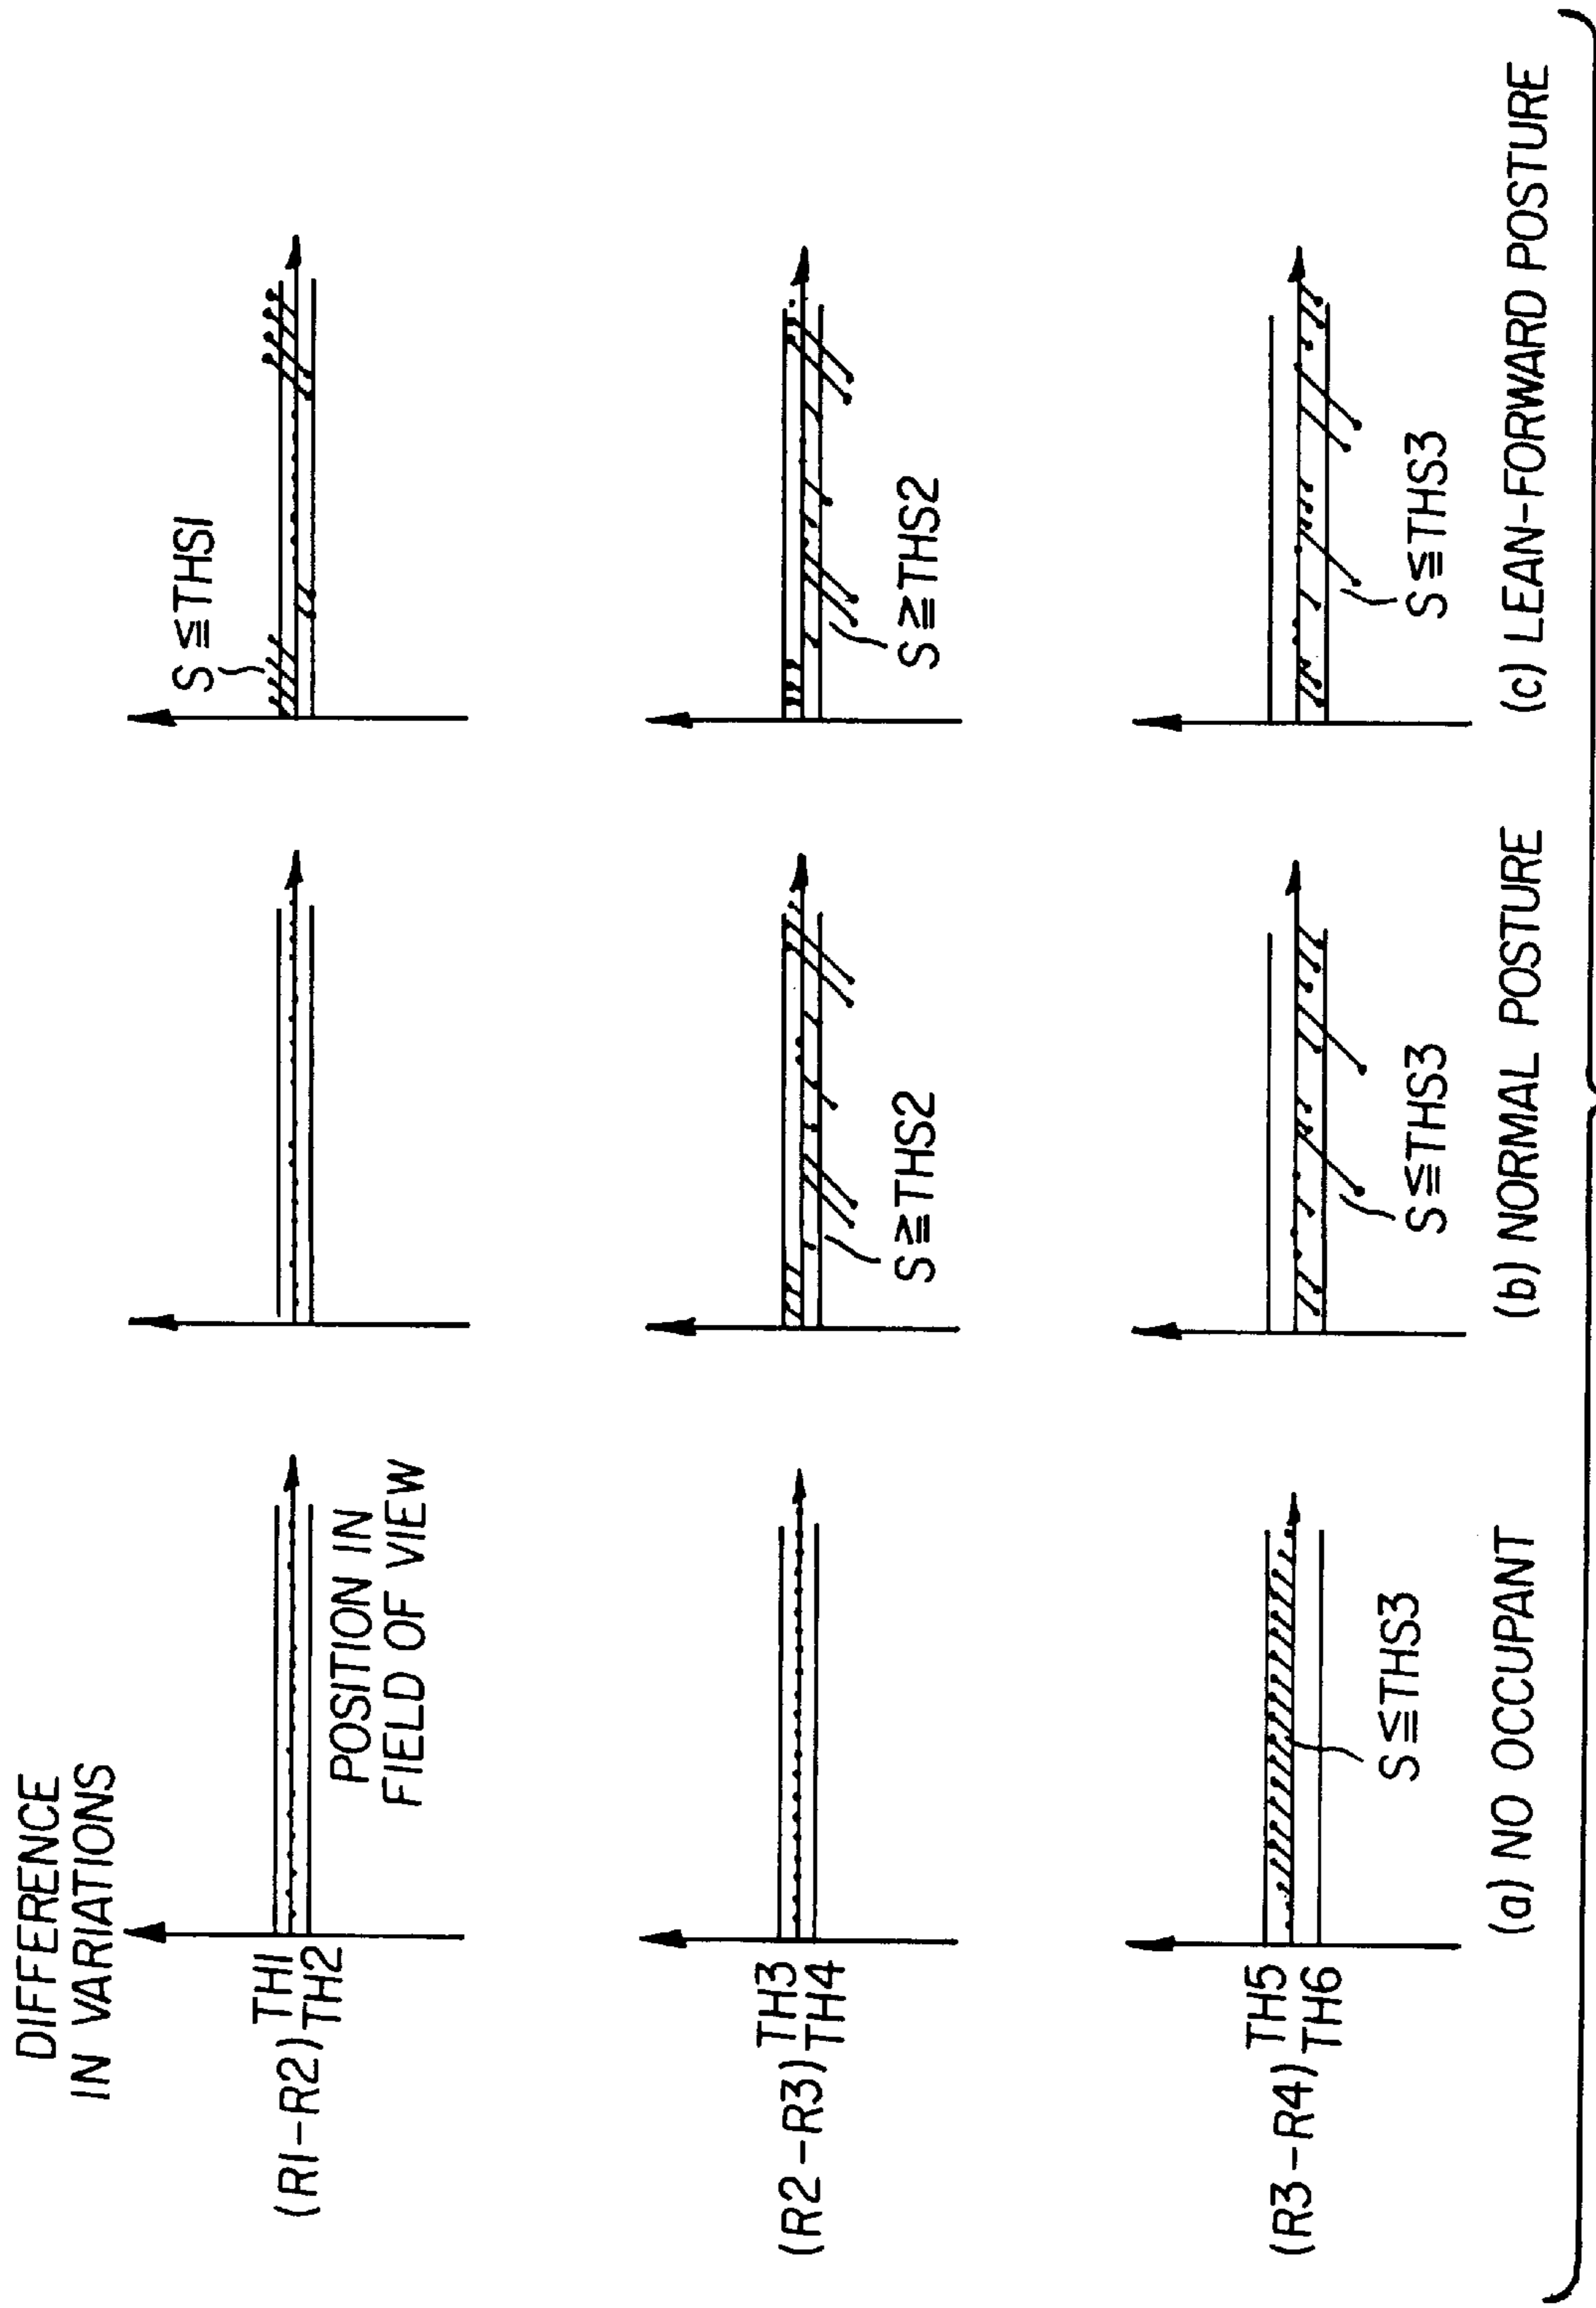 DIFFERENCE
IN VARIATIONS
(R1-R2)
TH1
TH2
POSITION IN
FIELD OF VIEW
S≦THS1
(R2-R3)
TH3
TH4
S≧THS2
S≧THS2
(R3-R4)
TH5
TH6
S≦THS3
S≦THS3
S≦THS3
(a) NO OCCUPANT
(b) NORMAL POSTURE
(c) LEAN-FORWARD POSTURE